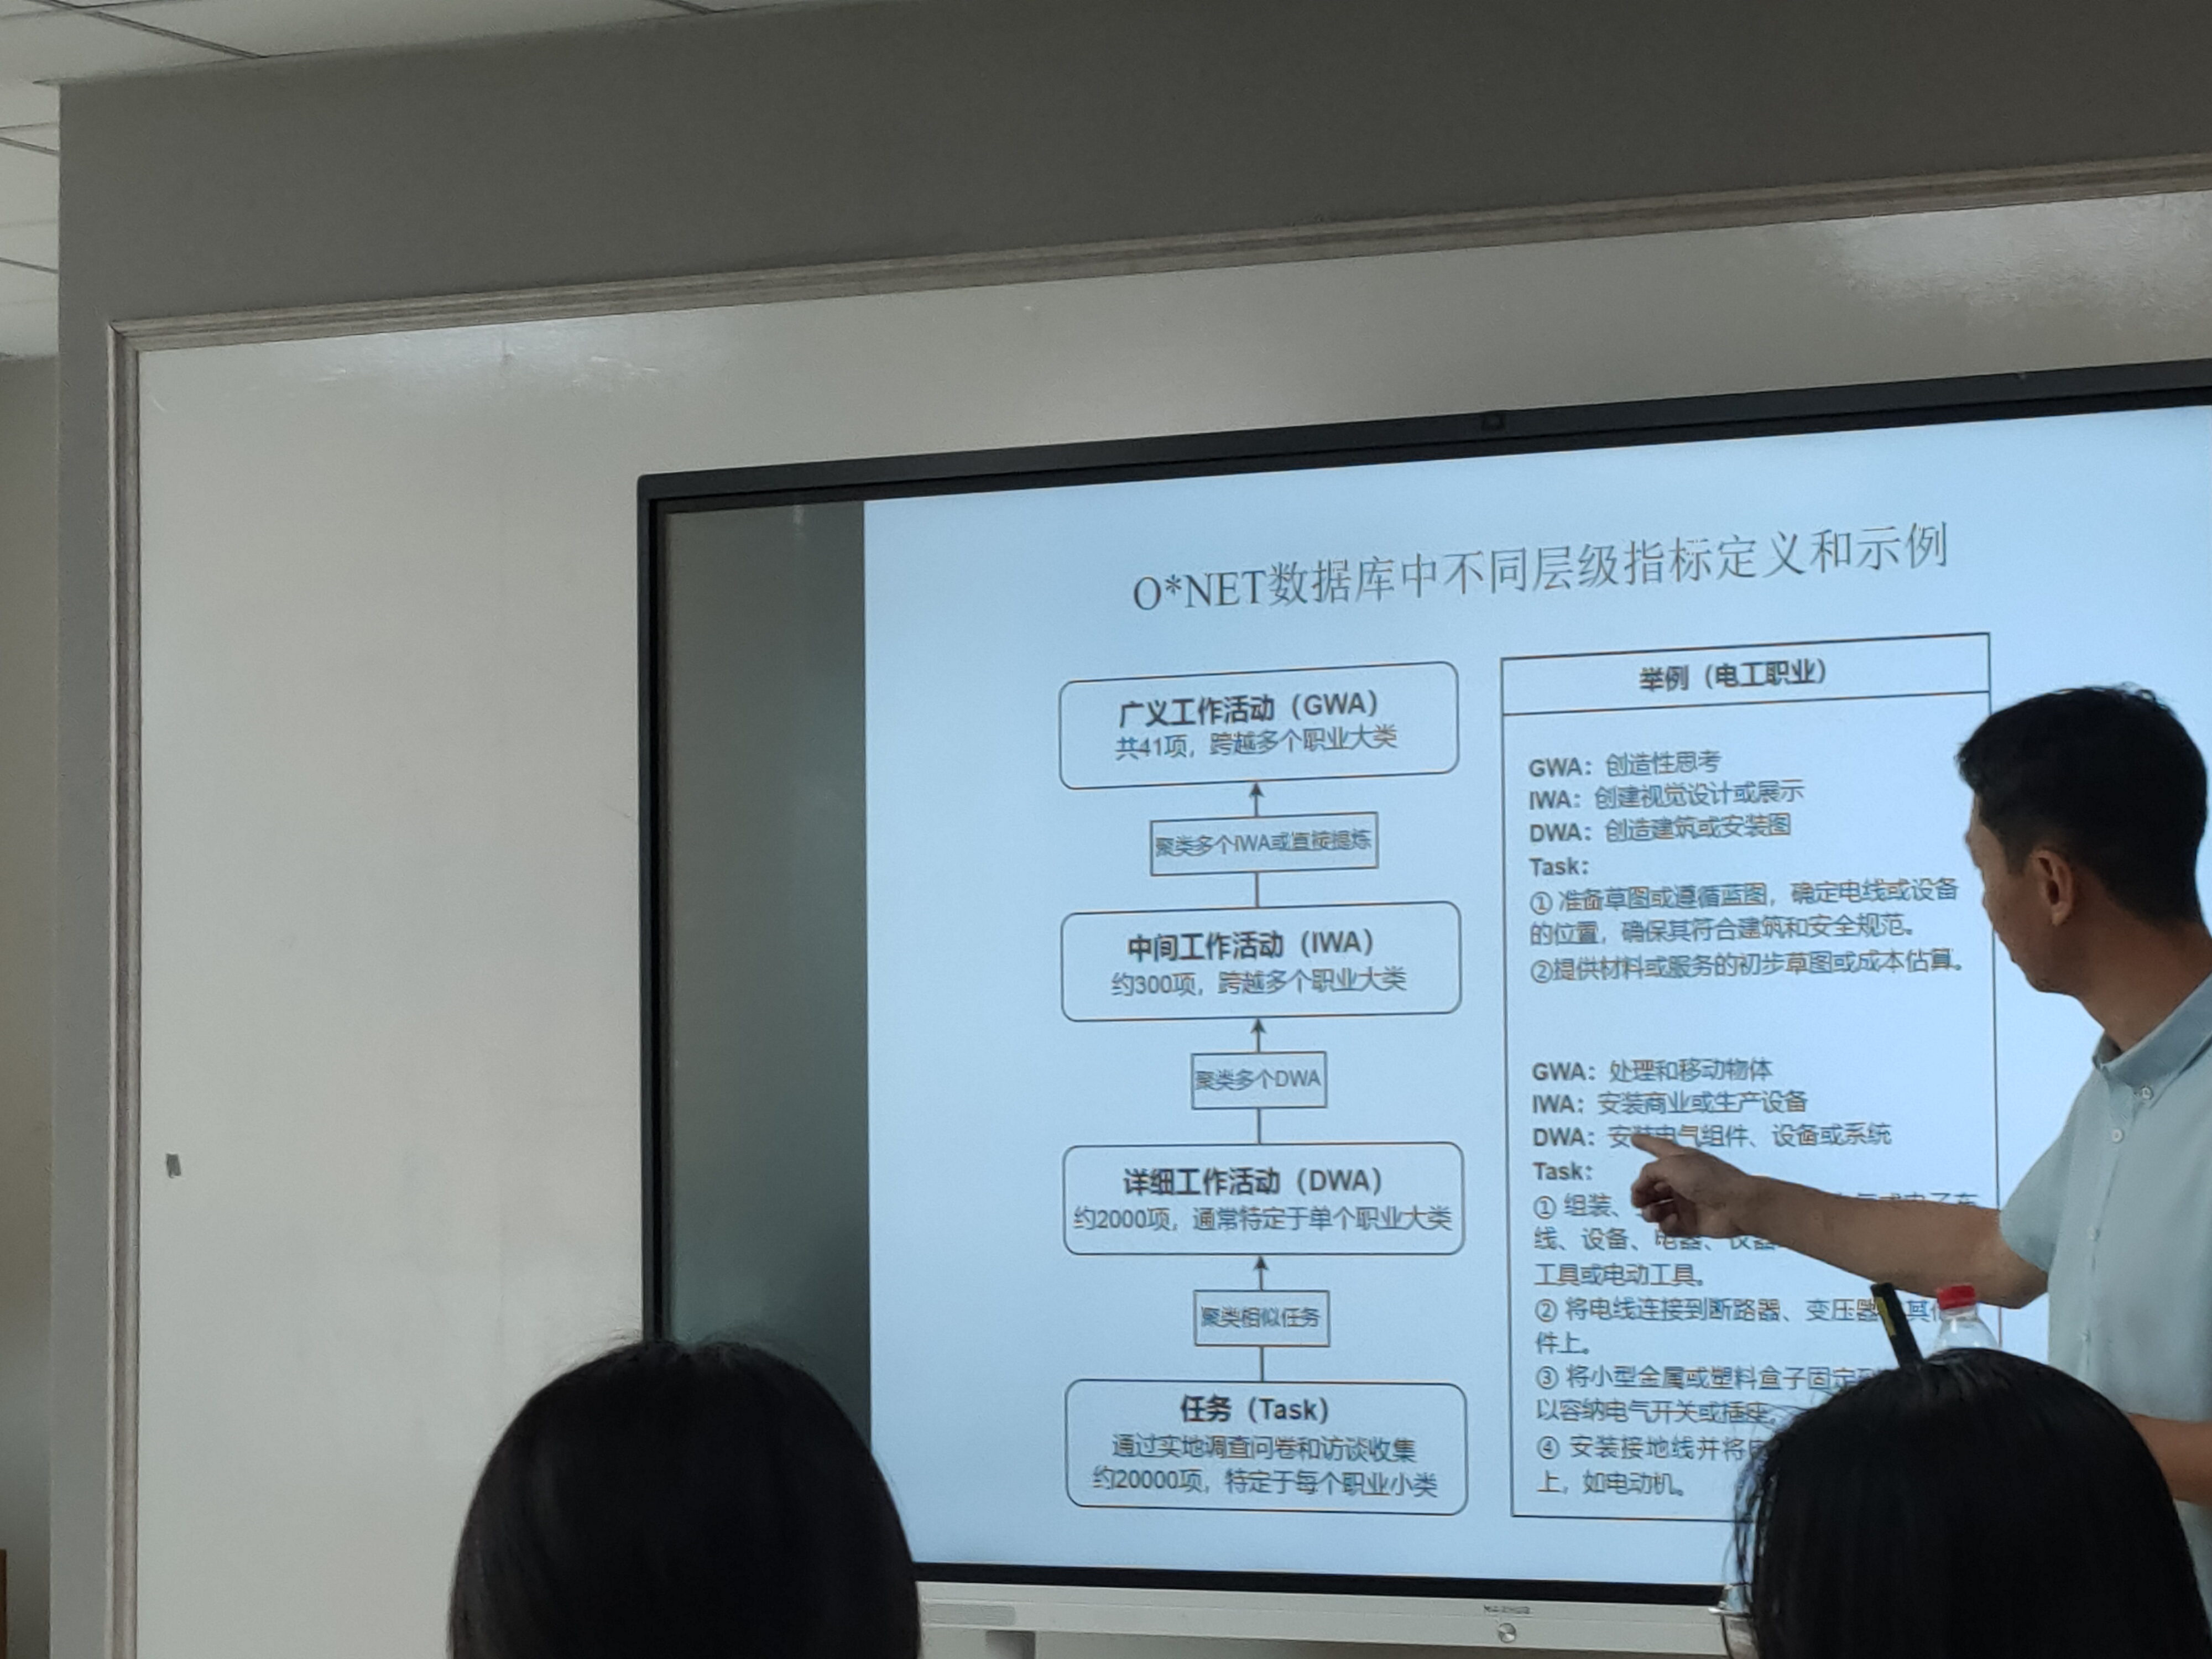 O*NET数据库中不同层级指标定义和示例
广义工作活动（GWA）
共41项，跨越多个职业大类
聚类多个IWA或直接提炼
中间工作活动（IWA）
约300项，跨越多个职业大类
聚类多个DWA
详细工作活动（DWA）
约2000项，通常特定于单个职业大类
聚类相似任务
任务（Task）
通过实地调查问卷和访谈收集
约20000项，特定于每个职业小类
举例（电工职业）
GWA：创造性思考
IWA：创建视觉设计或展示
DWA：创造建筑或安装图
Task：
① 准备草图或遵循蓝图，确定电线或设备
的位置，确保其符合建筑和安全规范。
②提供材料或服务的初步草图或成本估算。
GWA：处理和移动物体
IWA：安装商业或生产设备
DWA：安装电气组件、设备或系统
Task：
① 组装、
线、设备、电器、仪器
工具或电动工具。
② 将电线连接到断路器、变压器 其他
件上。
③ 将小型金属或塑料盒子固定
以容纳电气开关或插座。
④ 安装接地线并将
上，如电动机。